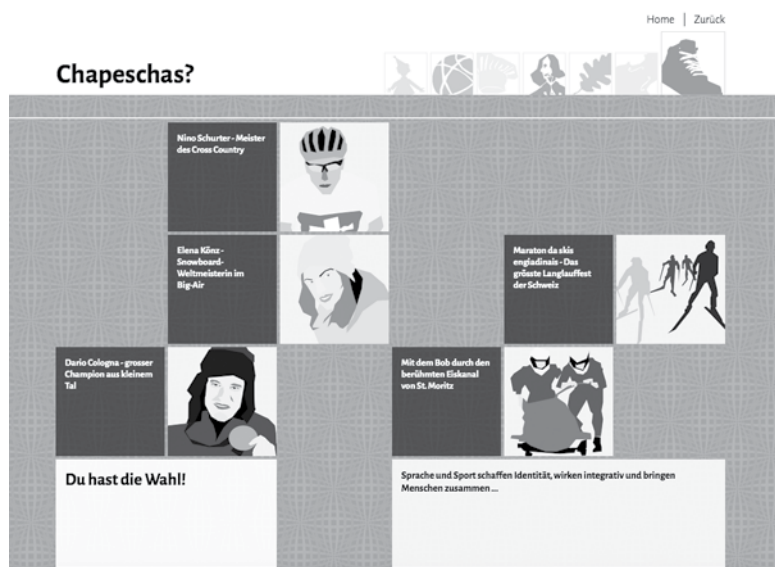 Home | Zurück
Chapeschas?
Nino Schurter - Meister
des Cross Country
Elena Könz -
Snowboard-
Weltmeisterin im
Big-Air
Maraton da skis
engiadinais - Das
grösste Langlauffest
der Schweiz
Dario Cologna - grosser
Champion aus kleinem
Tal
Mit dem Bob durch den
berühmten Eiskanal
von St. Moritz
Du hast die Wahl!
Sprache und Sport schaffen Identität, wirken integrativ und bringen
Menschen zusammen ...